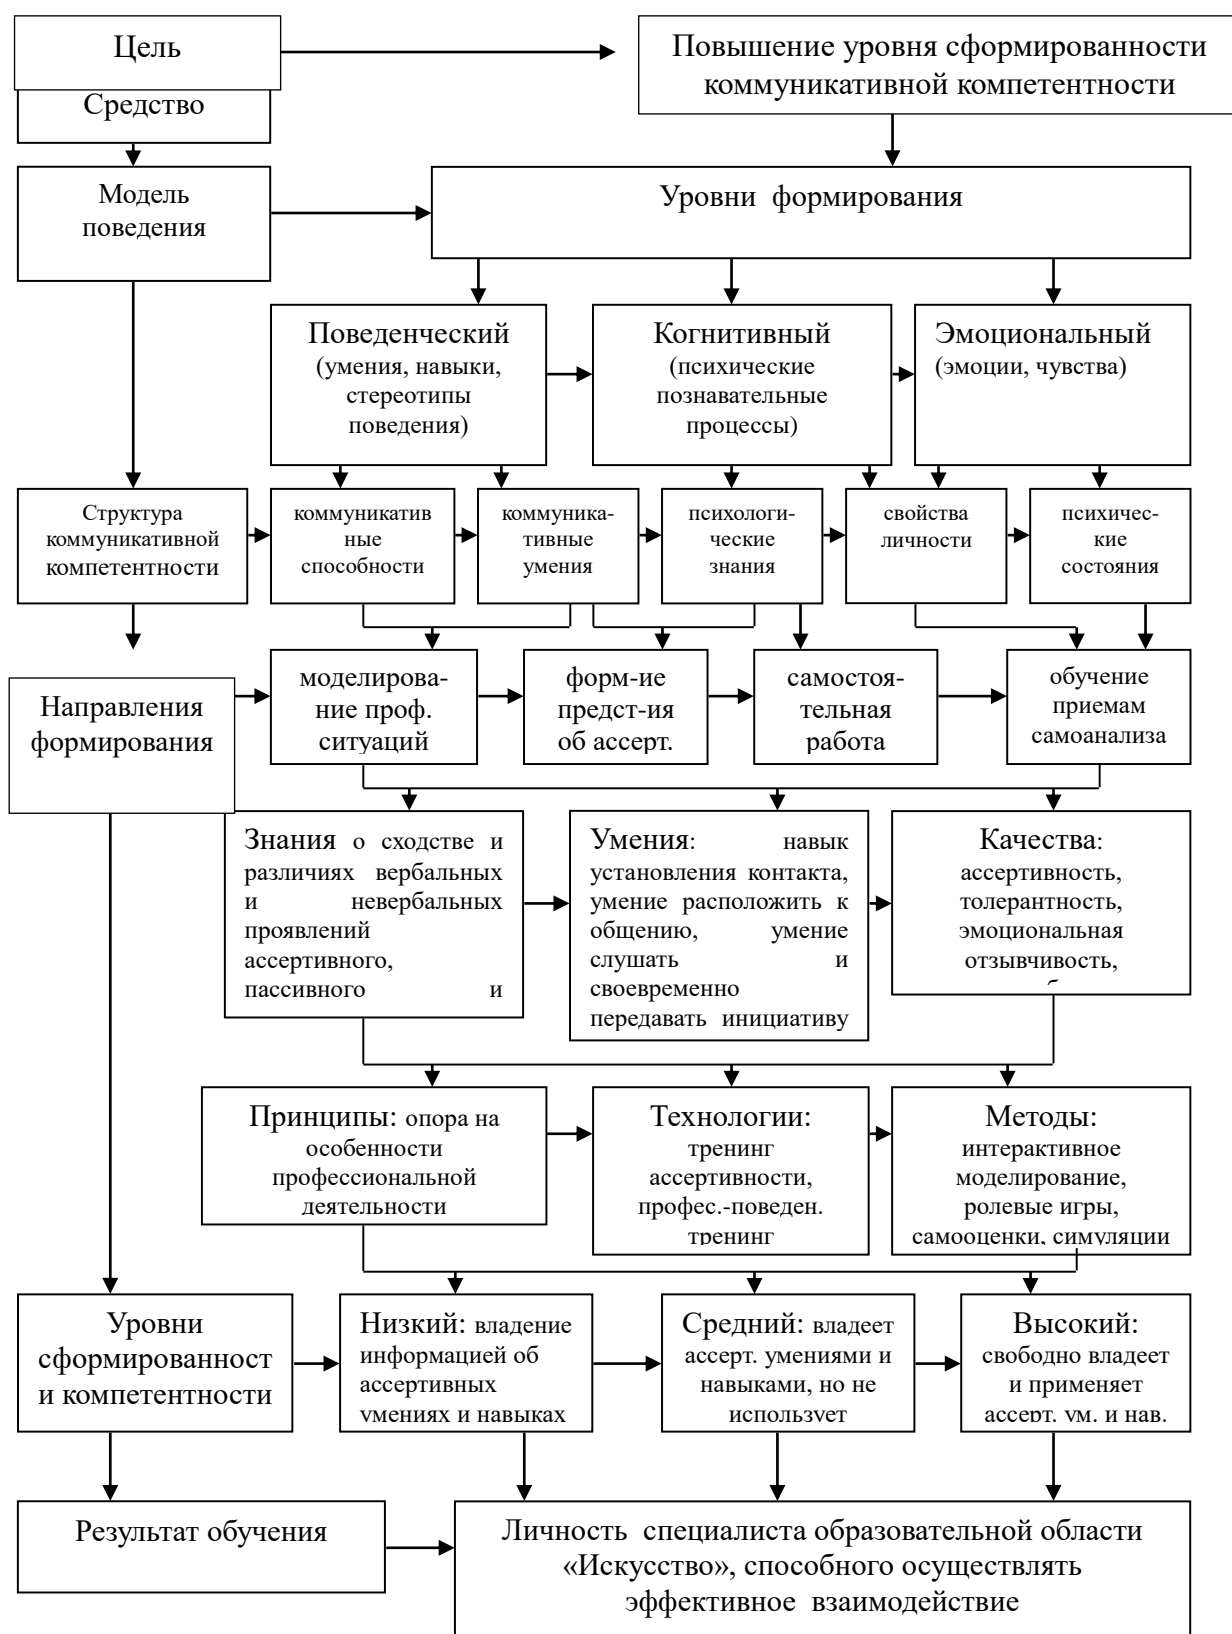 Цель
Повышение уровня сформированности
коммуникативной компетентности
Средство
Модель
поведения
Уровни формирования
Поведенческий
(умения, навыки,
стереотипы
поведения)
Когнитивный
(психические
познавательные
процессы)
Эмоциональный
(эмоции, чувства)
Структура
коммуникативной
компетентности
коммуникатив
ные
способности
коммуника-
тивные
умения
психологи-
ческие
знания
свойства
личности
психичес-
кие
состояния
Направления
формирования
моделирова-
ние проф.
ситуаций
форм-ие
предст-ия
об ассерт.
самостоя-
тельная
работа
обучение
приемам
самоанализа
Знания о сходстве и
различиях вербальных
и невербальных
проявлений
ассертивного,
пассивного и
Умения: навык
установления контакта,
умение расположить к
общению, умение
слушать и
своевременно
передавать инициативу
Качества:
ассертивность,
толерантность,
эмоциональная
отзывчивость,
Принципы: опора на
особенности
профессиональной
деятельности
Технологии:
тренинг
ассертивности,
профес.-поведен.
тренинг
Методы:
интерактивное
моделирование,
ролевые игры,
самооценки, симуляции
Уровни
сформированност
и компетентности
Низкий: владение
информацией об
ассертивных
умениях и навыках
Средний: владеет
ассерт. умениями и
навыками, но не
использует
Высокий:
свободно владеет
и применяет
ассерт. ум. и нав.
Результат обучения
Личность специалиста образовательной области
«Искусство», способного осуществлять
эффективное взаимодействие